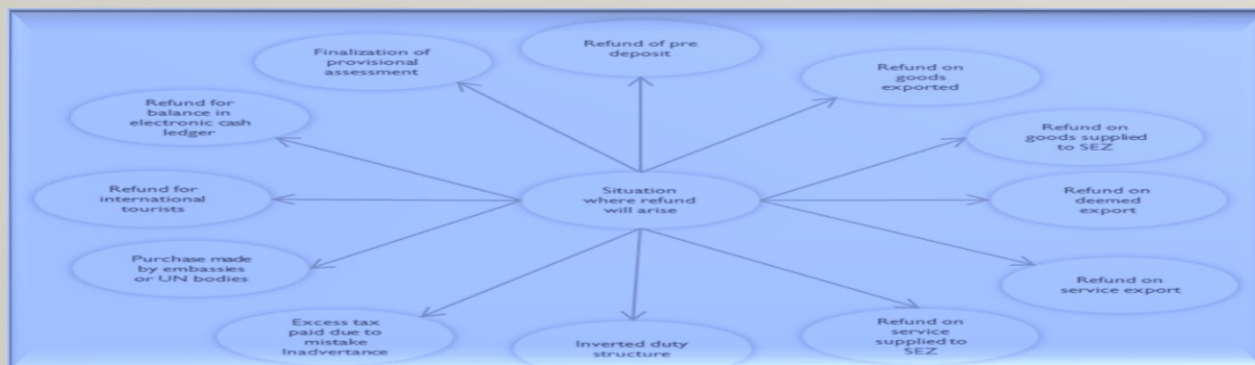 Refund of pre
deposit
Finalization of
provisional
assessment
Refund on
goods
exported
Refund for
balance in
electronic cash
ledger
Refund on
goods supplied
to SEZ
Refund for
international
tourists
Situation
where refund
will arise
Refund on
deemed
export
Purchase made
by embassies
or UN bodies
Refund on
service export
Excess tax
paid due to
mistake
Inadvertance
Inverted duty
structure
Refund on
service
supplied to
SEZ